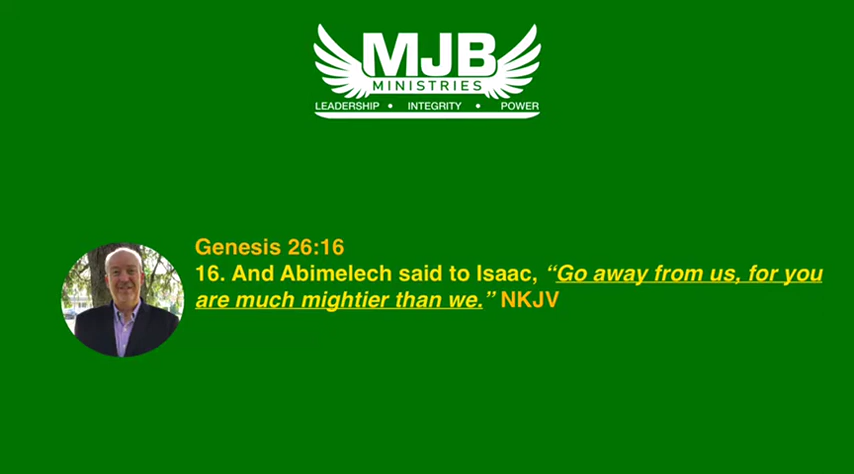 MJB
MINISTRIES
LEADERSHIP • INTEGRITY • POWER
Genesis 26:16
16. And Abimelech said to Isaac, “Go away from us, for you
are much mightier than we.” NKJV